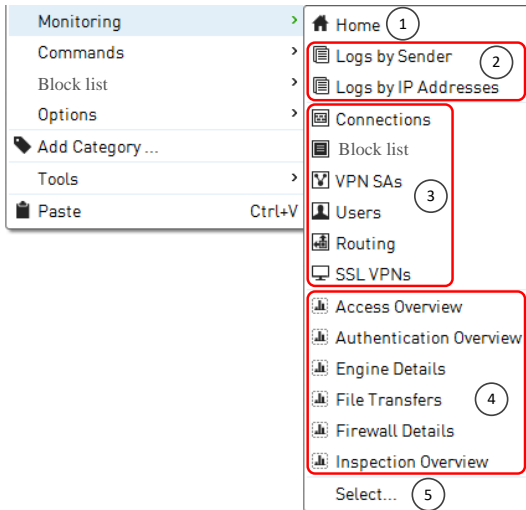 Monitoring
Commands
Block list
Options
Add Category ...
Tools
Paste Ctrl+V
Home 1
Logs by Sender
2
Logs by IP Addresses
Connections
Block list
VPN SAs
3
Users
Routing
SSL VPNs
Access Overview
Authentication Overview
Engine Details
File Transfers 4
Firewall Details
Inspection Overview
Select... 5